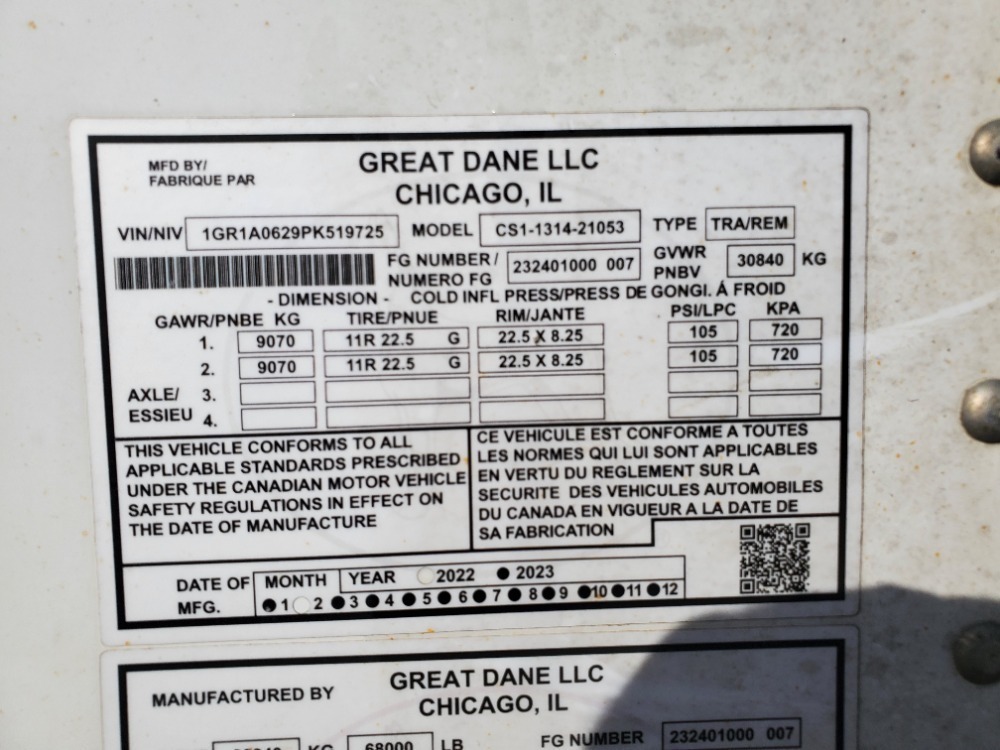 MFD BY/
FABRIQUE PAR
GREAT DANE LLC
CHICAGO, IL
VIN/NIV 1GR1A0629PK519725 MODEL CS1-1314-21053 TYPE TRA/REM
FG NUMBER/ NUMERO FG 232401000 007 GVWR PNBV 30840 KG
- DIMENSION - COLD INFL PRESS/PRESS DE GONGI. Á FROID
GAWR/PNBE KG TIRE/PNUE RIM/JANTE PSI/LPC KPA
1. 9070 11R 22.5 G 22.5 X 8.25 105 720
2. 9070 11R 22.5 G 22.5 X 8.25 105 720
AXLE/ 3.
ESSIEU 4.
THIS VEHICLE CONFORMS TO ALL
APPLICABLE STANDARDS PRESCRIBED
UNDER THE CANADIAN MOTOR VEHICLE
SAFETY REGULATIONS IN EFFECT ON
THE DATE OF MANUFACTURE
CE VEHICULE EST CONFORME A TOUTES
LES NORMES QUI LUI SONT APPLICABLES
EN VERTU DU REGLEMENT SUR LA
SECURITE DES VEHICULES AUTOMOBILES
DU CANADA EN VIGUEUR A LA DATE DE
SA FABRICATION
DATE OF MFG. MONTH YEAR 2022 2023
1 2 3 4 5 6 7 8 9 10 11 12
MANUFACTURED BY
GREAT DANE LLC
CHICAGO, IL
KG 68000 LB FG NUMBER 232401000 007